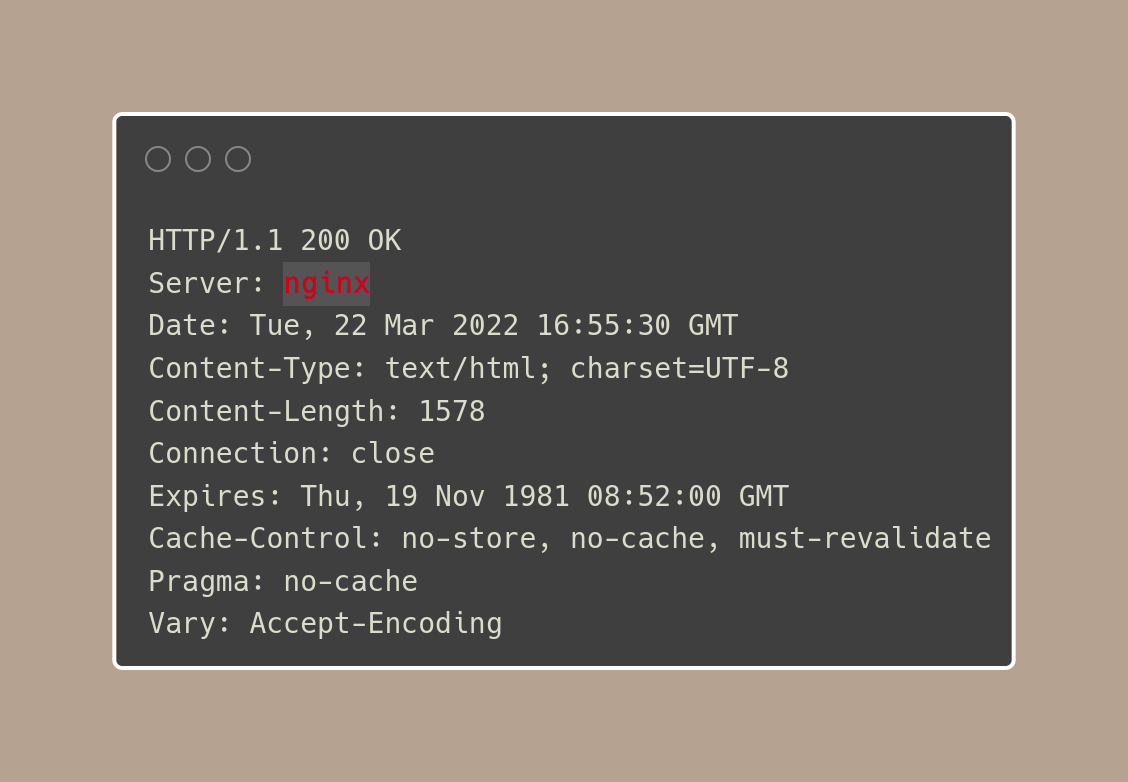 HTTP/1.1 200 OK
Server: nginx
Date: Tue, 22 Mar 2022 16:55:30 GMT
Content-Type: text/html; charset=UTF-8
Content-Length: 1578
Connection: close
Expires: Thu, 19 Nov 1981 08:52:00 GMT
Cache-Control: no-store, no-cache, must-revalidate
Pragma: no-cache
Vary: Accept-Encoding